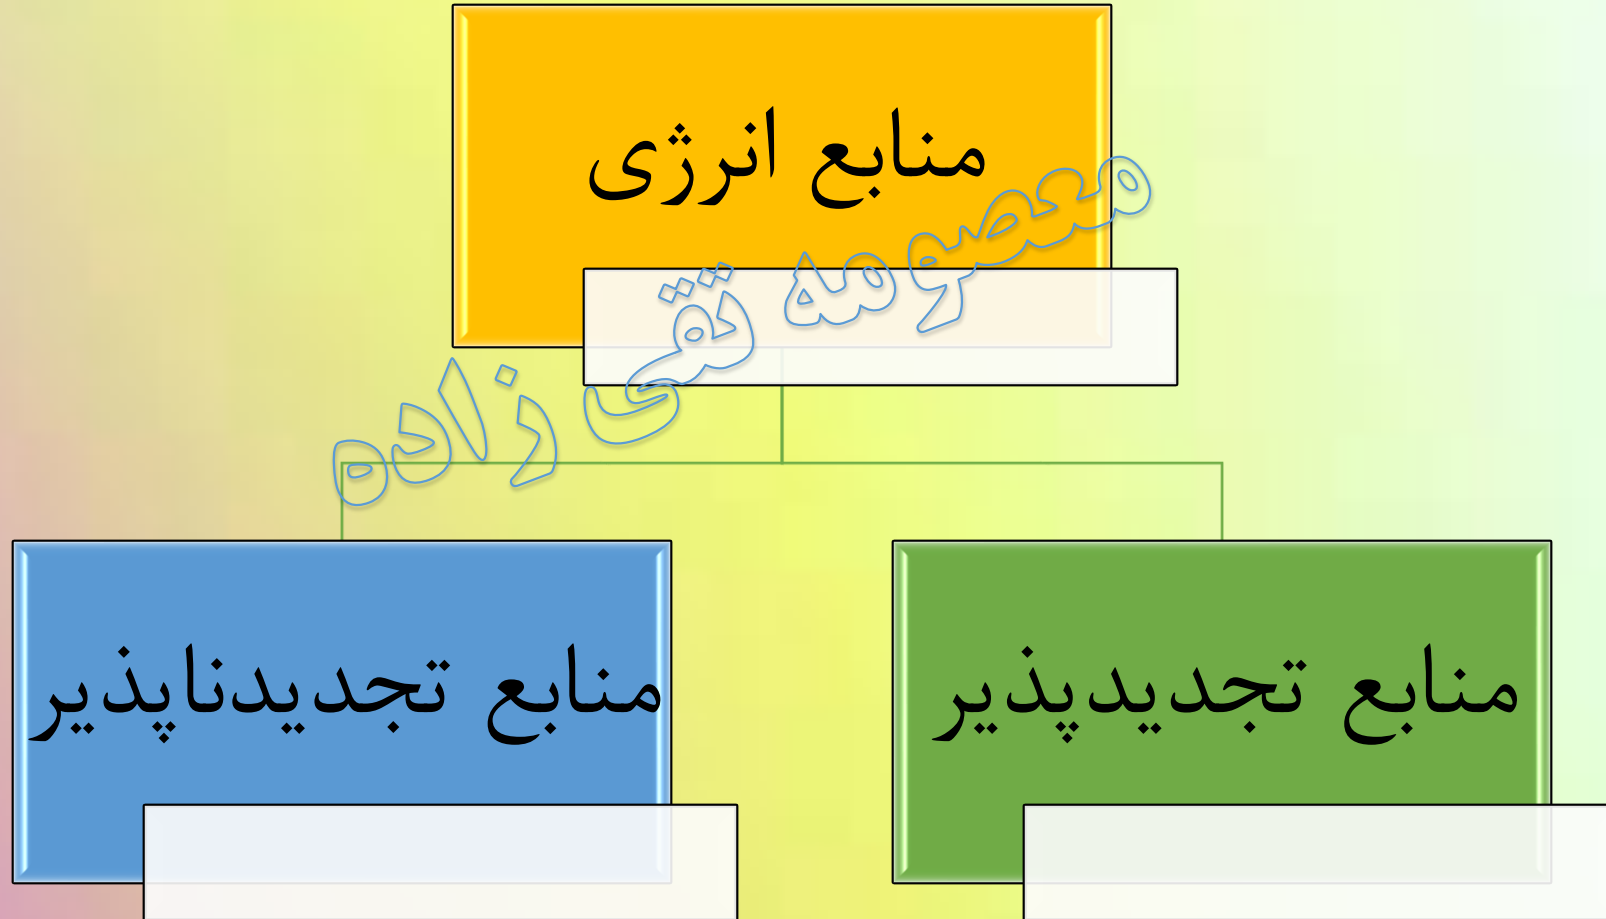 منابع انرژی
معصومه تقی زاده
منابع تجدیدپذیر
منابع تجدیدناپذیر